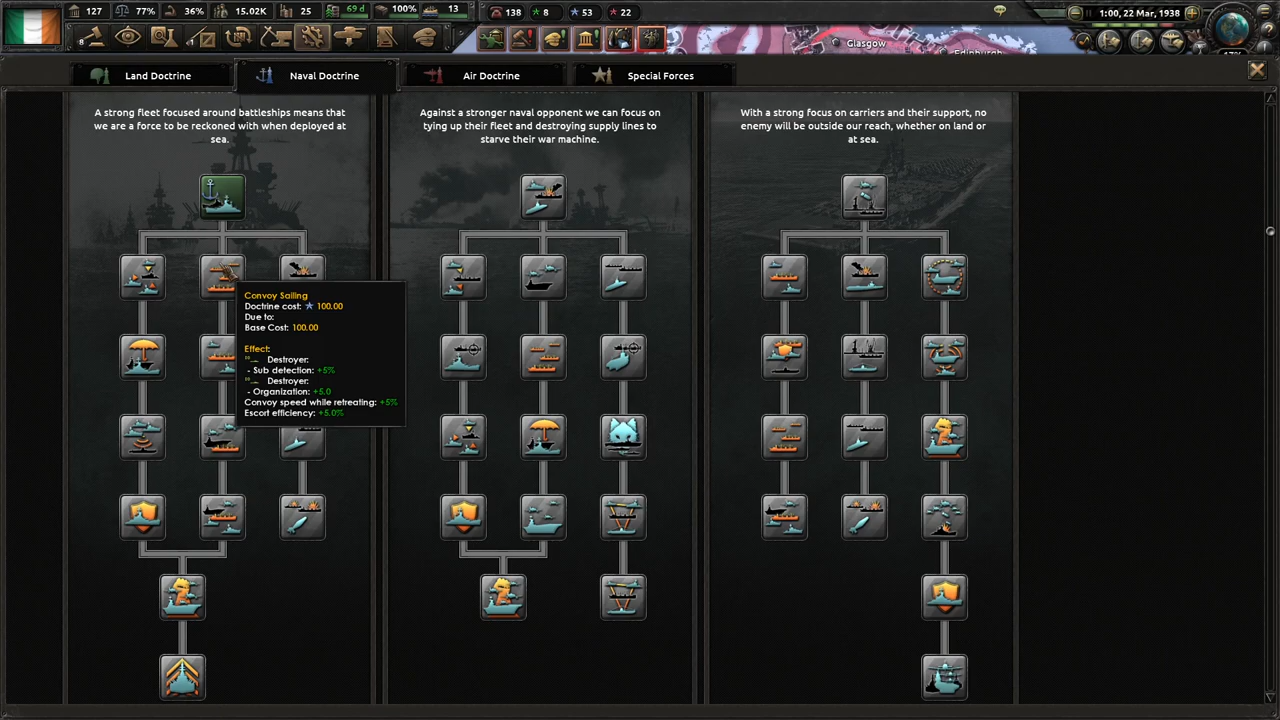 127
77%
36%
15.02K
25
69 d
100%
13
138
8
53
22
1:00, 22 Mar, 1938
8
1
Glasgow
Edinburgh
Land Doctrine
Naval Doctrine
Air Doctrine
Special Forces
A strong fleet focused around battleships means that
we are a force to be reckoned with when deployed at
sea.
Against a stronger naval opponent we can focus on
tying up their fleet and destroying supply lines to
starve their war machine.
With a strong focus on carriers and their support, no
enemy will be outside our reach, whether on land or
at sea.
Convoy Sailing
Doctrine cost: 100.00
Due to:
Base Cost: 100.00
Effect:
Destroyer:
- Sub detection: +5%
Destroyer:
- Organization: +5.0
Convoy speed while retreating: +5%
Escort efficiency: +5.0%